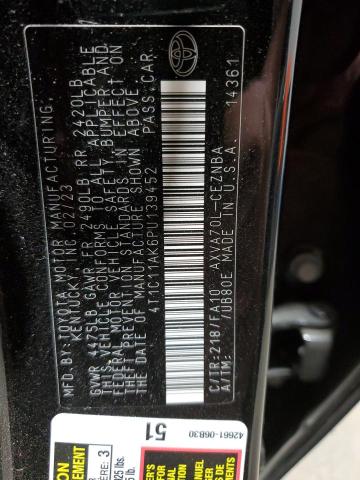 MFD.BY:TOYOTA MOTOR MANUFACTURING.
KENTUCKY, INC. 02/23
GVWR 4475LB GAWR-FR.2490LB RR 2420LB
THIS VEHICLE CONFORMS TO ALL APPLICABLE
FEDERAL MOTOR VEHICLE SAFETY, BUMPER AND
THEFT PREVENTION STANDARDS IN EFFECT ON
THE DATE OF MANUFACTURE SHOWN ABOVE.
4T1C11AK6PU139452 PASS. CAR
C/TR:218/FA10 AXVA70L-CEZNBA
/UB80E MADE IN U.S.A. 14361
42661-06B30
51
3